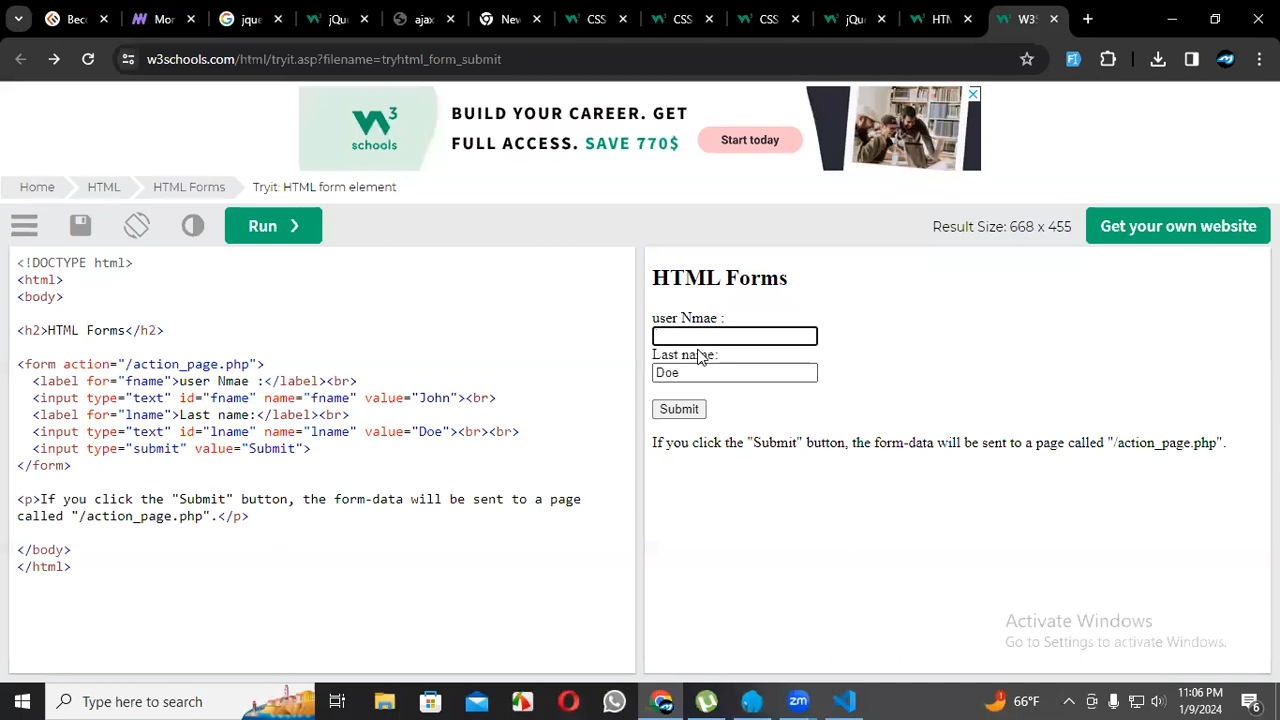 Becc
Mor
jque
jQue
ajax
Nev
CSS
CSS
CSS
jQue
HTN
W3S
w3schools.com/html/tryit.asp?filename=tryhtml_form_submit
W3 schools
BUILD YOUR CAREER. GET
FULL ACCESS. SAVE 770$
Start today
Home
HTML
HTML Forms
Tryit: HTML form element
Run ❯
Result Size: 668 x 455
Get your own website
<!DOCTYPE html>
<html>
<body>
<h2>HTML Forms</h2>
<form action="/action_page.php">
<label for="fname">user Nmae :</label><br>
<input type="text" id="fname" name="fname" value="John"><br>
<label for="lname">Last name:</label><br>
<input type="text" id="lname" name="lname" value="Doe"><br><br>
<input type="submit" value="Submit">
</form>
<p>If you click the "Submit" button, the form-data will be sent to a page
called "/action_page.php".</p>
</body>
</html>
HTML Forms
user Nmae :
Last name:
Doe
Submit
If you click the "Submit" button, the form-data will be sent to a page called "/action_page.php".
Activate Windows
Go to Settings to activate Windows.
Type here to search
zm
66°F
11:06 PM
1/9/2024
6